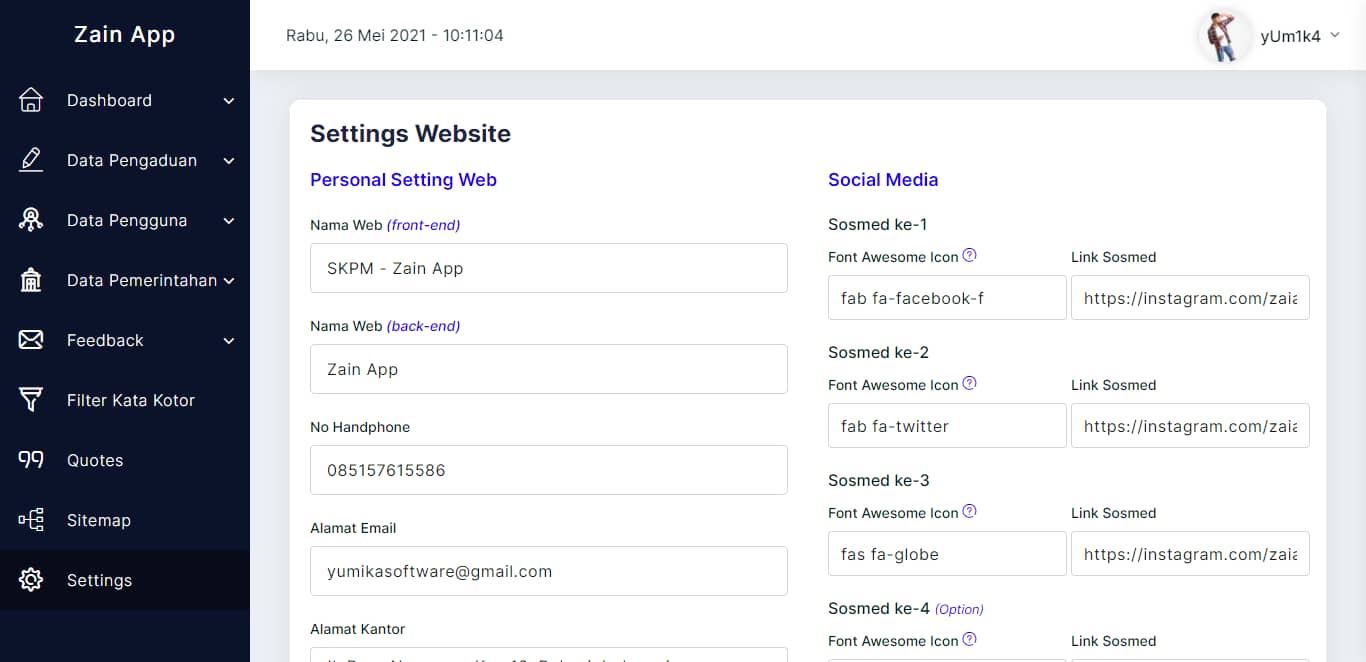 Zain App
Dashboard
Data Pengaduan
Data Pengguna
Data Pemerintahan
Feedback
Filter Kata Kotor
Quotes
Sitemap
Settings
Rabu, 26 Mei 2021 - 10:11:04
yUm1k4
Settings Website
Personal Setting Web
Nama Web (front-end)
SKPM - Zain App
Nama Web (back-end)
Zain App
No Handphone
085157615586
Alamat Email
yumikasoftware@gmail.com
Alamat Kantor
Social Media
Sosmed ke-1
Font Awesome Icon ? Link Sosmed
fab fa-facebook-f https://instagram.com/zaia
Sosmed ke-2
Font Awesome Icon ? Link Sosmed
fab fa-twitter https://instagram.com/zaia
Sosmed ke-3
Font Awesome Icon ? Link Sosmed
fas fa-globe https://instagram.com/zaia
Sosmed ke-4 (Option)
Font Awesome Icon ? Link Sosmed